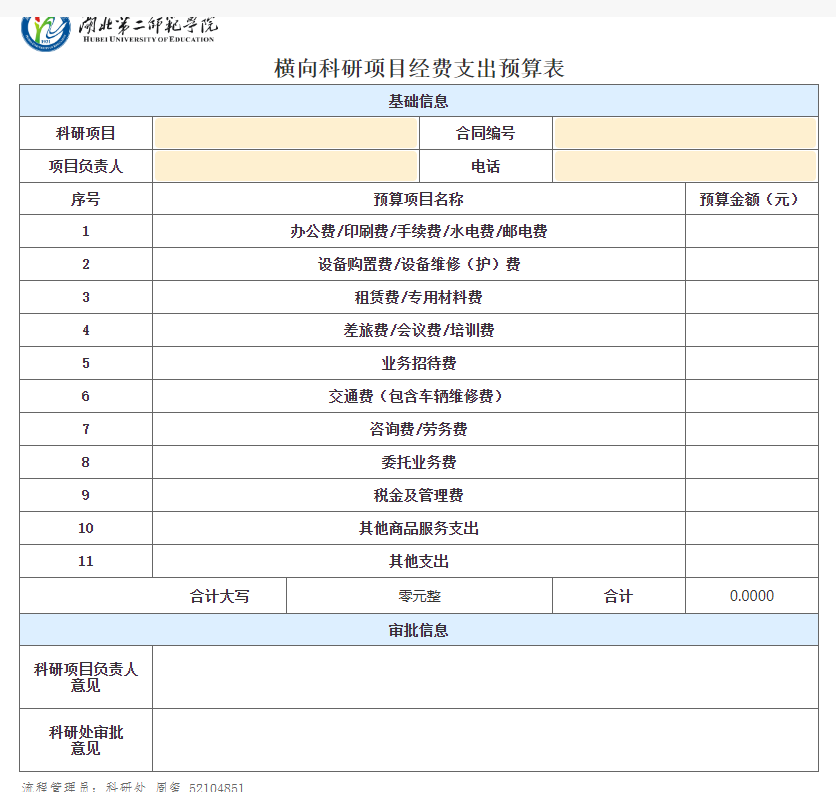 湖北第二师范学院
HUBEI UNIVERSITY OF EDUCATION
横向科研项目经费支出预算表
基础信息
科研项目 合同编号
项目负责人 电话
序号 预算项目名称 预算金额（元）
1 办公费/印刷费/手续费/水电费/邮电费
2 设备购置费/设备维修（护）费
3 租赁费/专用材料费
4 差旅费/会议费/培训费
5 业务招待费
6 交通费（包含车辆维修费）
7 咨询费/劳务费
8 委托业务费
9 税金及管理费
10 其他商品服务支出
11 其他支出
合计大写 零元整 合计 0.0000
审批信息
科研项目负责人
意见
科研处审批
意见
流程管理员：科研处 52104851